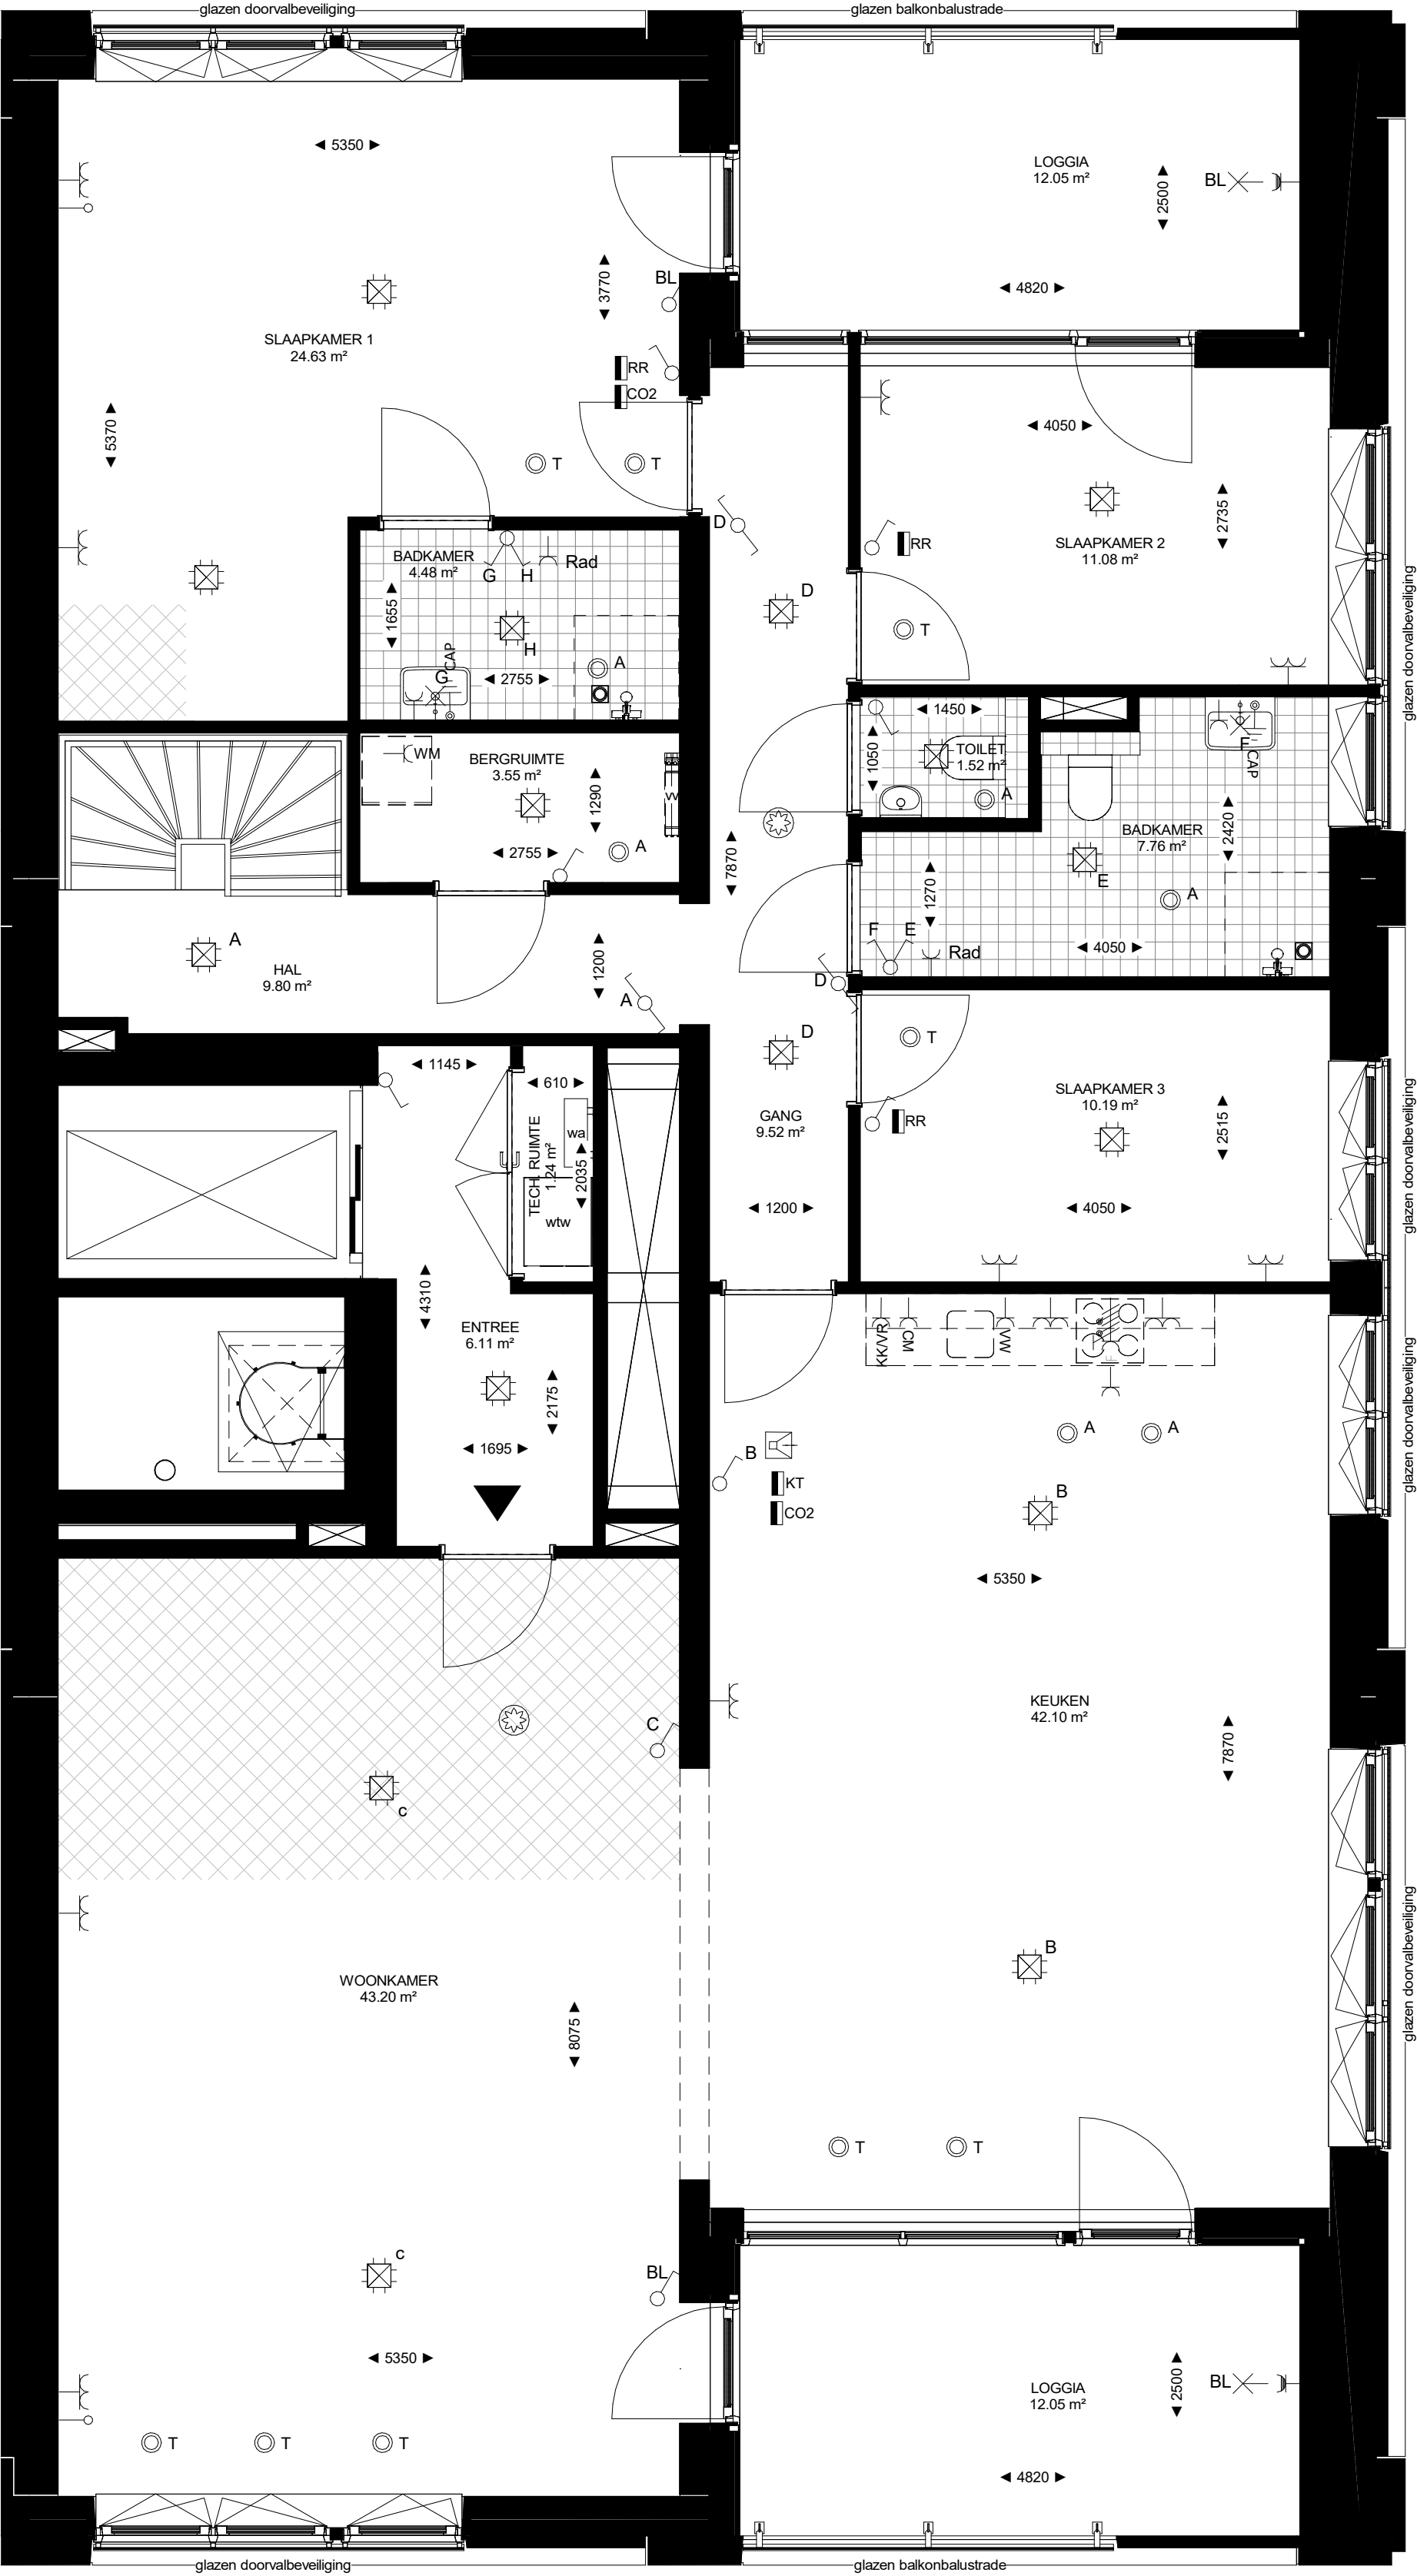 glazen doorvalbeveiliging
glazen balkonbalustrade
5350
LOGGIA
12.05 m²
2500
BL
4820
3770
BL
SLAAPKAMER 1
24.63 m²
RR
CO2
5370
T
T
4050
2735
SLAAPKAMER 2
11.08 m²
RR
D
D
T
BADKAMER
4.48 m²
G
H
Rad
1655
H
CAP
G
2755
A
glazen doorvalbeveiliging
WM
BERGRUIMTE
3.55 m²
1290
2755
A
1450
1050
TOILET
1.52 m²
A
F
CAP
BADKAMER
7.76 m²
2420
E
A
7870
1270
F
E
Rad
4050
A
HAL
9.80 m²
1200
A
D
D
T
1145
610
TECH. RUIMTE
1.24 m²
wa
2035
wtw
GANG
9.52 m²
1200
SLAAPKAMER 3
10.19 m²
RR
2515
4050
glazen doorvalbeveiliging
4310
ENTREE
6.11 m²
2175
1695
KK/VR
CM
VW
A
A
B
KT
CO2
B
5350
glazen doorvalbeveiliging
KEUKEN
42.10 m²
7870
C
c
WOONKAMER
43.20 m²
8075
B
glazen doorvalbeveiliging
T
T
c
BL
5350
T
T
T
LOGGIA
12.05 m²
2500
BL
4820
glazen doorvalbeveiliging
glazen balkonbalustrade